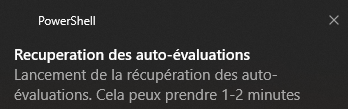 PowerShell
Recuperation des auto-évaluations
Lancement de la récupération des auto-
évaluations. Cela peux prendre 1-2 minutes